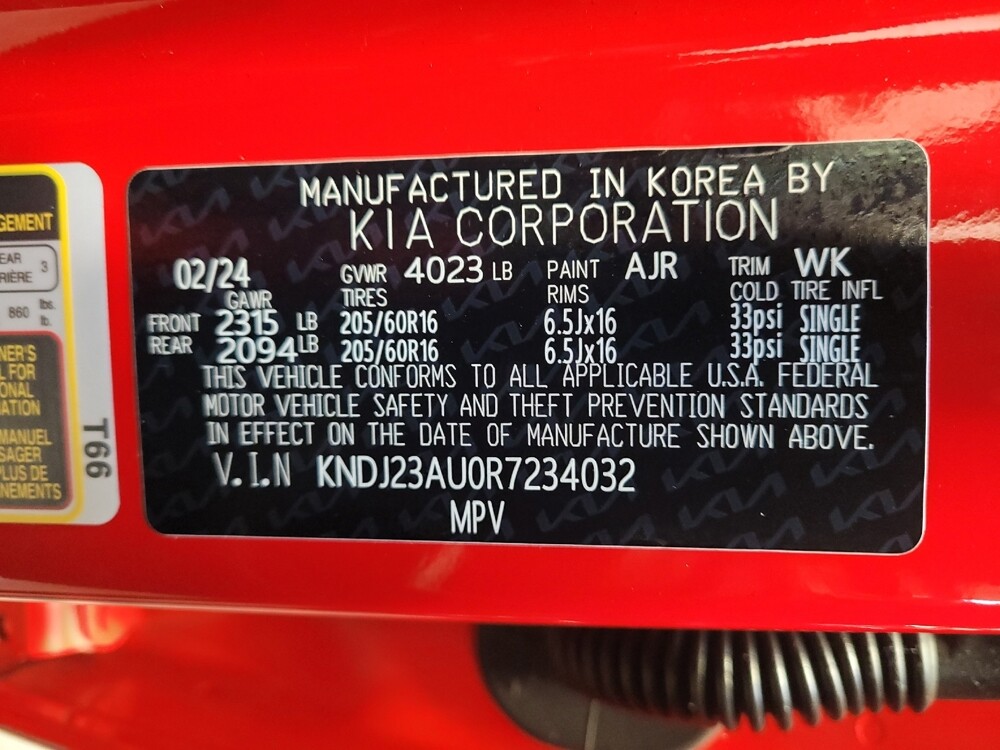 MANUFACTURED IN KOREA BY
KIA CORPORATION
02/24 GVWR 4023 LB PAINT AJR TRIM WK
GAWR TIRES RIMS COLD TIRE INFL
FRONT 2315 LB 205/60R16 6.5Jx16 33psi SINGLE
REAR 2094 LB 205/60R16 6.5Jx16 33psi SINGLE
THIS VEHICLE CONFORMS TO ALL APPLICABLE U.S.A. FEDERAL
MOTOR VEHICLE SAFETY AND THEFT PREVENTION STANDARDS
IN EFFECT ON THE DATE OF MANUFACTURE SHOWN ABOVE.
V.I.N KNDJ23AU0R7234032
MPV
GEMENT
EAR 3
RIÈRE
860 lbs.
lb.
NER'S
L FOR
ONAL
MATION
MANUEL
SAGER
PLUS DE
NEMENTS
T66